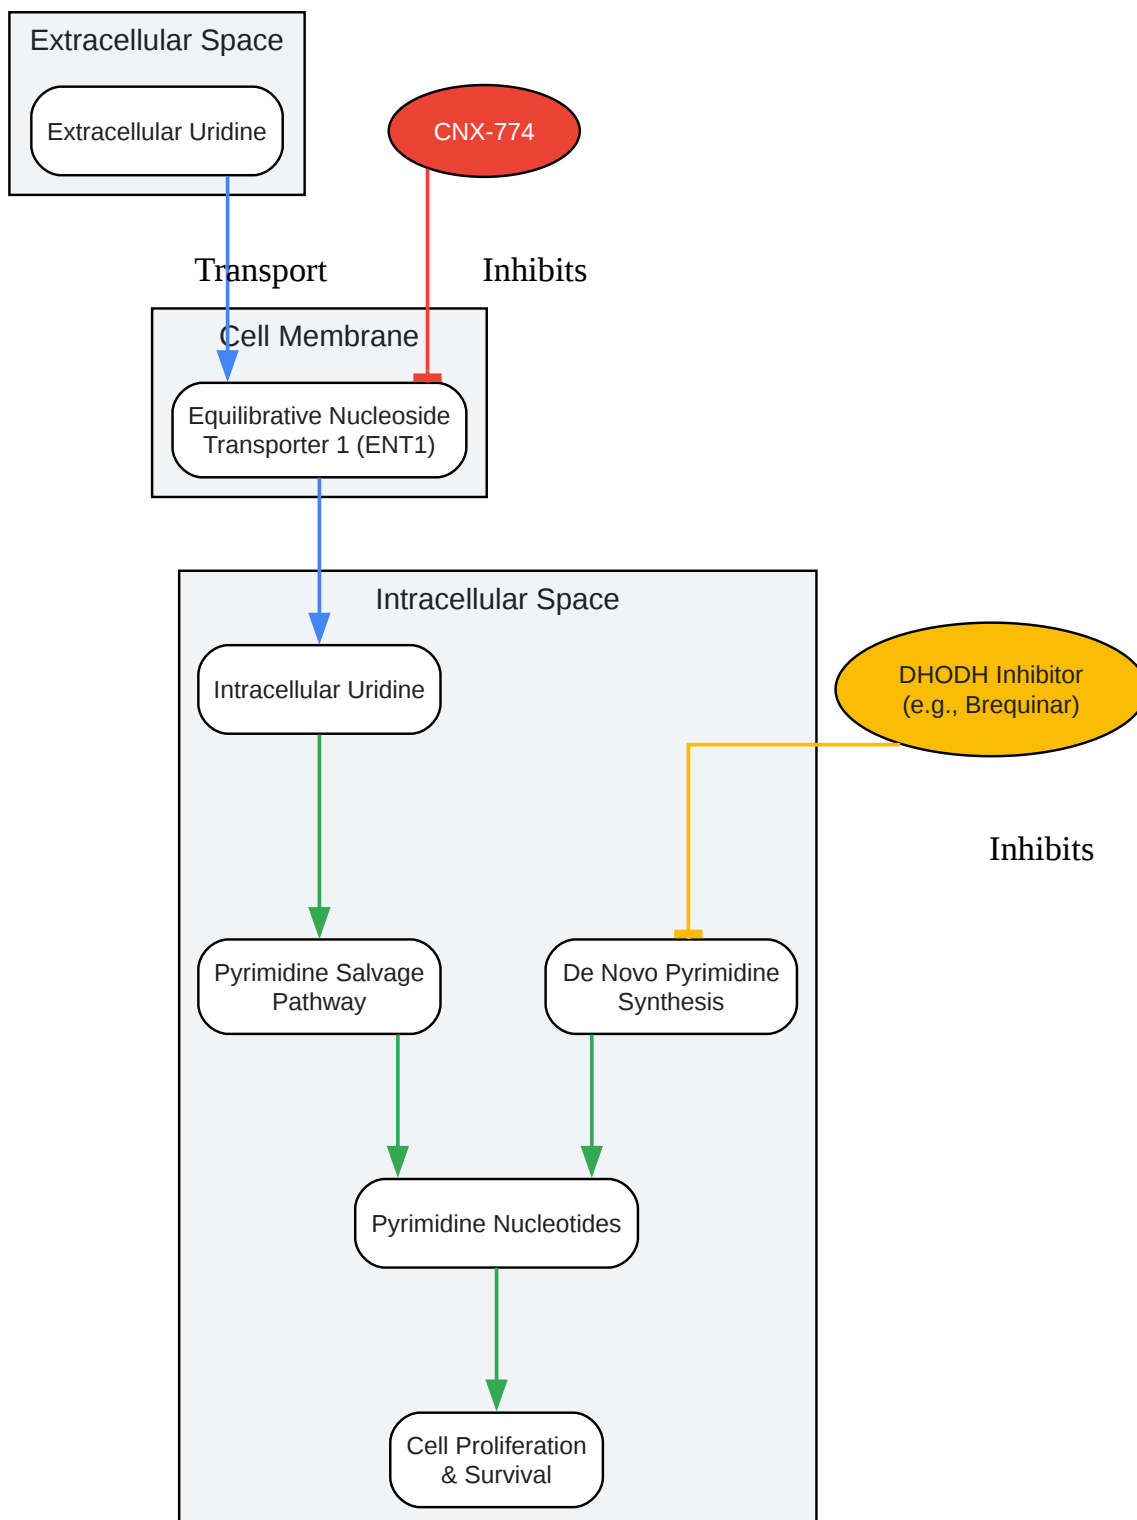 Extracellular Space
Extracellular Uridine
CNX-774
Transport
Inhibits
Cell Membrane
Equilibrative Nucleoside
Transporter 1 (ENT1)
Intracellular Space
Intracellular Uridine
DHODH Inhibitor
(e.g., Brequinar)
Inhibits
Pyrimidine Salvage
Pathway
De Novo Pyrimidine
Synthesis
Pyrimidine Nucleotides
Cell Proliferation
& Survival